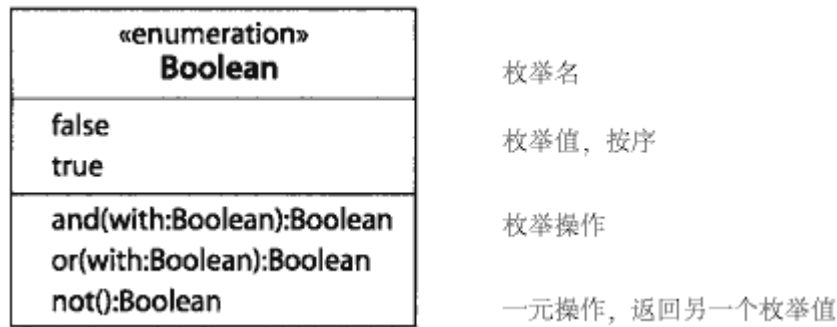 «enumeration»
Boolean
枚举名
false
true
枚举值，按序
and(with:Boolean):Boolean
枚举操作
or(with:Boolean):Boolean
not():Boolean
一元操作，返回另一个枚举值